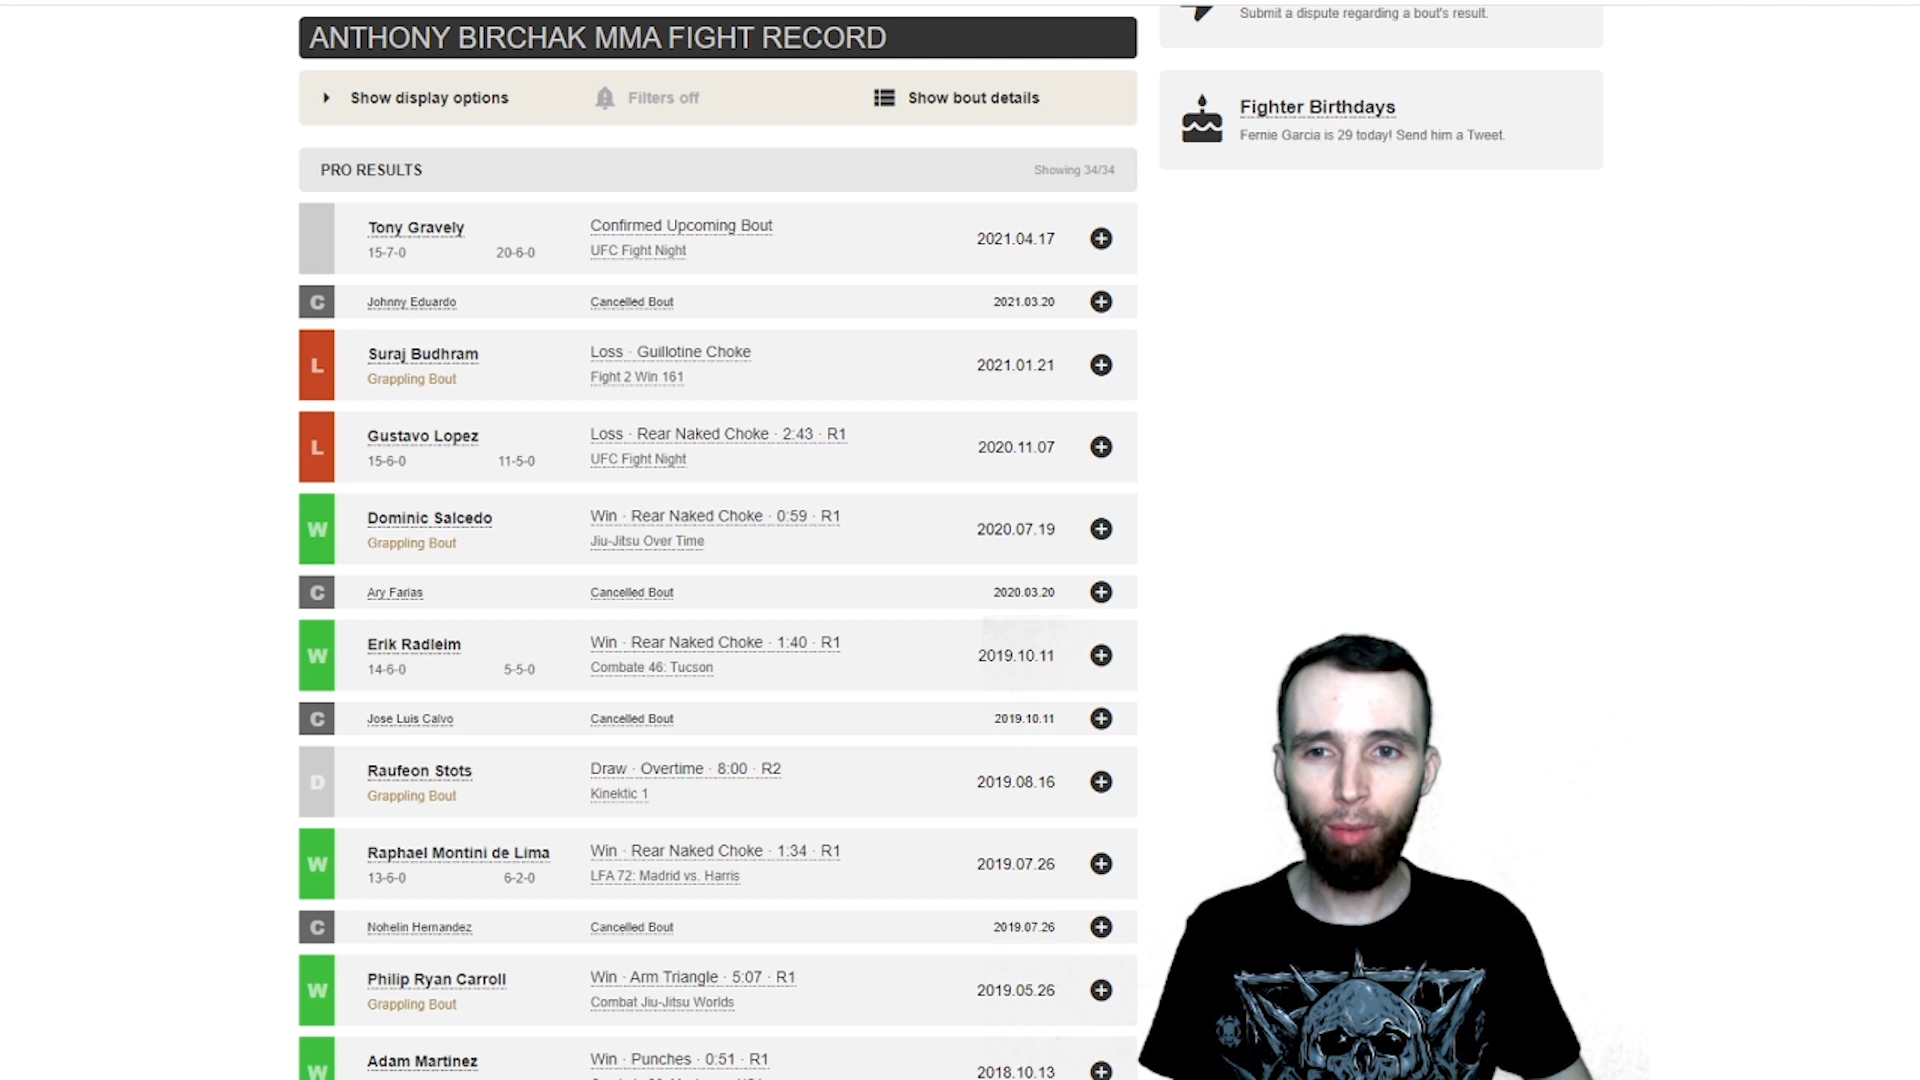 Submit a dispute regarding a bout's result.
ANTHONY BIRCHAK MMA FIGHT RECORD
Show display options
Filters off
Show bout details
Fighter Birthdays
Fernie Garcia is 29 today! Send him a Tweet.
PRO RESULTS
Showing 34/34
Tony Gravely
15-7-0
20-6-0
Confirmed Upcoming Bout
UFC Fight Night
2021.04.17
C
Johnny Eduardo
Cancelled Bout
2021.03.20
L
Suraj Budhram
Grappling Bout
Loss · Guillotine Choke
Fight 2 Win 161
2021.01.21
L
Gustavo Lopez
15-6-0
11-5-0
Loss · Rear Naked Choke · 2:43 · R1
UFC Fight Night
2020.11.07
W
Dominic Salcedo
Grappling Bout
Win · Rear Naked Choke · 0:59 · R1
Jiu-Jitsu Over Time
2020.07.19
C
Ary Farias
Cancelled Bout
2020.03.20
W
Erik Radleim
14-6-0
5-5-0
Win · Rear Naked Choke · 1:40 · R1
Combate 46: Tucson
2019.10.11
C
Jose Luis Calvo
Cancelled Bout
2019.10.11
D
Raufeon Stots
Grappling Bout
Draw · Overtime · 8:00 · R2
Kinektic 1
2019.08.16
W
Raphael Montini de Lima
13-6-0
6-2-0
Win · Rear Naked Choke · 1:34 · R1
LFA 72: Madrid vs. Harris
2019.07.26
C
Nohelin Hernandez
Cancelled Bout
2019.07.26
W
Philip Ryan Carroll
Grappling Bout
Win · Arm Triangle · 5:07 · R1
Combat Jiu-Jitsu Worlds
2019.05.26
W
Adam Martinez
Win · Punches · 0:51 · R1
2018.10.13